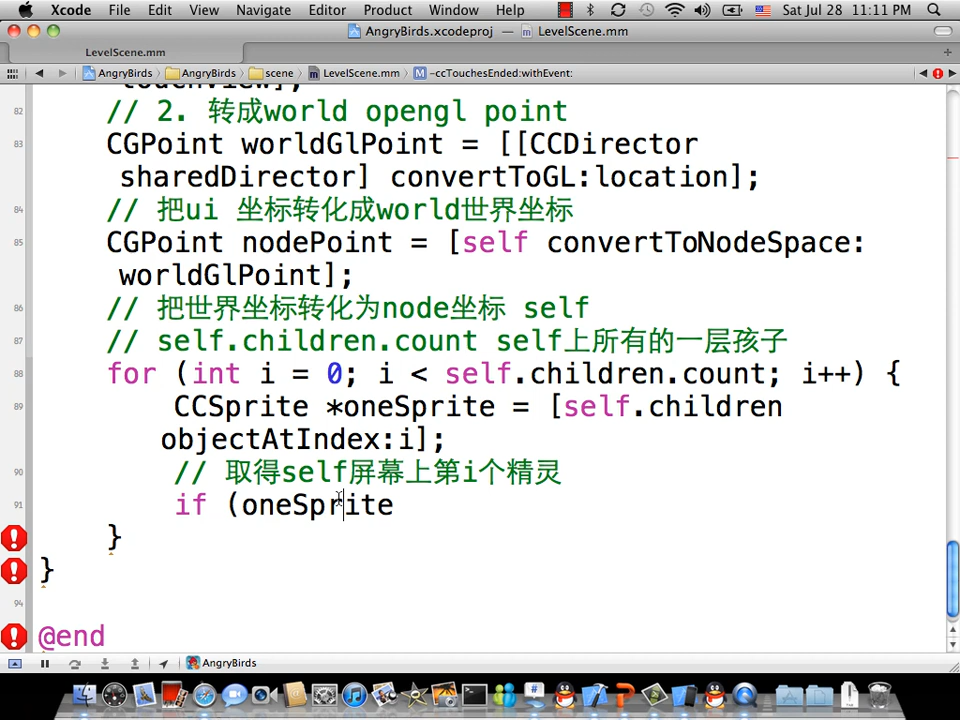 Xcode File Edit View Navigate Editor Product Window Help Sat Jul 28 11:11 PM
AngryBirds.xcodeproj — LevelScene.mm
LevelScene.mm
AngryBirds AngryBirds scene LevelScene.mm M -ccTouchesEnded:withEvent:
touchView];
82 // 2. 转成world opengl point
83 CGPoint worldGlPoint = [[CCDirector
sharedDirector] convertToGL:location];
84 // 把ui 坐标转化成world世界坐标
85 CGPoint nodePoint = [self convertToNodeSpace:
worldGlPoint];
86 // 把世界坐标转化为node坐标 self
87 // self.children.count self上所有的一层孩子
88 for (int i = 0; i < self.children.count; i++) {
89 CCSprite *oneSprite = [self.children
objectAtIndex:i];
90 // 取得self屏幕上第i个精灵
91 if (oneSprite
}
}
94
@end
AngryBirds